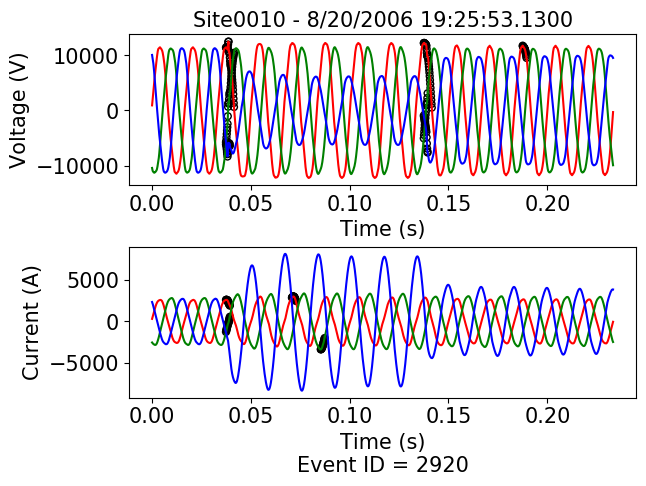 Site0010 - 8/20/2006 19:25:53.1300
Voltage (V)
10000
0
−10000
0.00 0.05 0.10 0.15 0.20
Time (s)
Current (A)
5000
0
−5000
0.00 0.05 0.10 0.15 0.20
Time (s)
Event ID = 2920